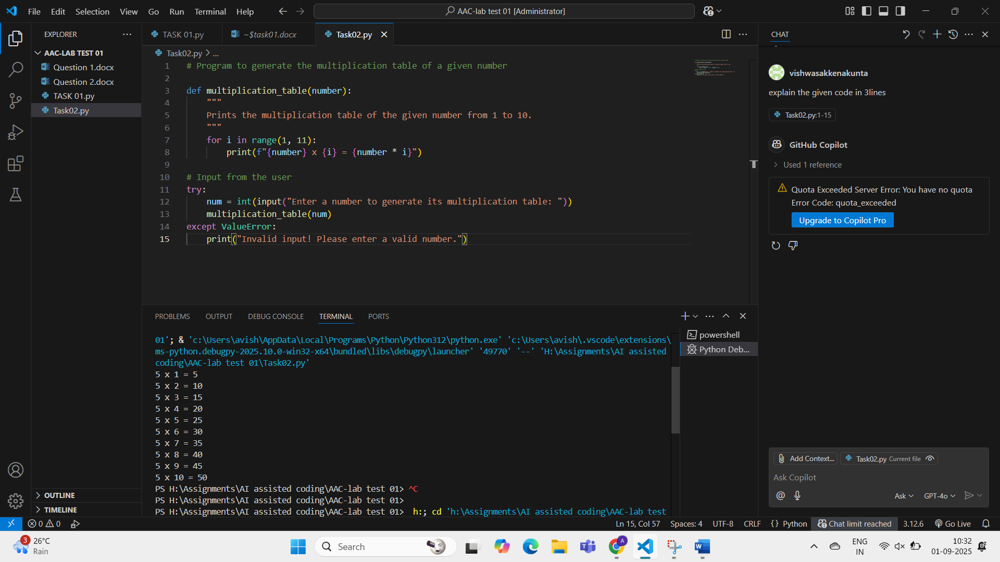 File Edit Selection View Go Run Terminal Help
AAC-lab test 01 [Administrator]
EXPLORER
AAC-LAB TEST 01
Question 1.docx
Question 2.docx
TASK 01.py
Task02.py
OUTLINE
TIMELINE
TASK 01.py
~$task01.docx
Task02.py
Task02.py > ...
1 # Program to generate the multiplication table of a given number
2
3 def multiplication_table(number):
4 """
5 Prints the multiplication table of the given number from 1 to 10.
6 """
7 for i in range(1, 11):
8 print(f"{number} x {i} = {number * i}")
9
10 # Input from the user
11 try:
12 num = int(input("Enter a number to generate its multiplication table: "))
13 multiplication_table(num)
14 except ValueError:
15 print("Invalid input! Please enter a valid number.")
PROBLEMS OUTPUT DEBUG CONSOLE TERMINAL PORTS
01'; & 'c:\Users\avish\AppData\Local\Programs\Python\Python312\python.exe' 'c:\Users\avish\.vscode\extensions\
ms-python.debugpy-2025.10.0-win32-x64\bundled\libs\debugpy\launcher' '49770' '--' 'H:\Assignments\AI assisted
coding\AAC-lab test 01\Task02.py'
5 x 1 = 5
5 x 2 = 10
5 x 3 = 15
5 x 4 = 20
5 x 5 = 25
5 x 6 = 30
5 x 7 = 35
5 x 8 = 40
5 x 9 = 45
5 x 10 = 50
PS H:\Assignments\AI assisted coding\AAC-lab test 01> ^C
PS H:\Assignments\AI assisted coding\AAC-lab test 01>
PS H:\Assignments\AI assisted coding\AAC-lab test 01> h:; cd 'h:\Assignments\AI assisted coding\AAC-lab test
powershell
Python Deb...
CHAT
vishwasakkenakunta
explain the given code in 3lines
Task02.py:1-15
GitHub Copilot
Used 1 reference
Quota Exceeded Server Error: You have no quota
Error Code: quota_exceeded
Upgrade to Copilot Pro
Add Context...
Task02.py Current file
Ask Copilot
Ask
GPT-4o
0 0
Ln 15, Col 57
Spaces: 4
UTF-8
CRLF
{} Python
Chat limit reached
3.12.6
Go Live
3
26°C
Rain
Search
A
ENG
IN
10:32
01-09-2025